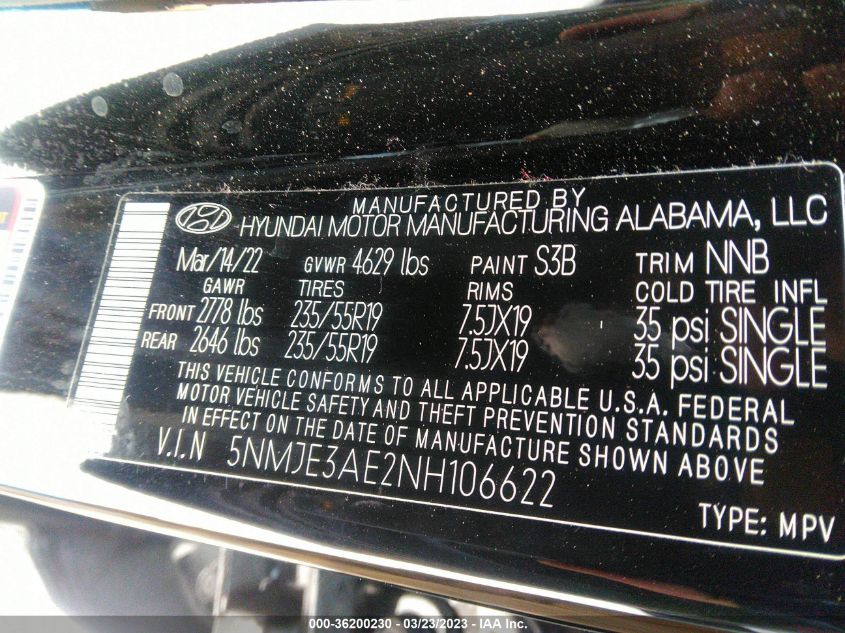 MANUFACTURED BY
HYUNDAI MOTOR MANUFACTURING ALABAMA, LLC
Mar/14/22 GVWR 4629 lbs PAINT S3B TRIM NNB
GAWR TIRES RIMS COLD TIRE INFL
FRONT 2778 lbs 235/55R19 7.5JX19 35 psi SINGLE
REAR 2646 lbs 235/55R19 7.5JX19 35 psi SINGLE
THIS VEHICLE CONFORMS TO ALL APPLICABLE U.S.A. FEDERAL
MOTOR VEHICLE SAFETY AND THEFT PREVENTION STANDARDS
IN EFFECT ON THE DATE OF MANUFACTURE SHOWN ABOVE
V.I.N 5NMJE3AE2NH106622
TYPE: MPV
000-36200230 - 03/23/2023 - IAA Inc.